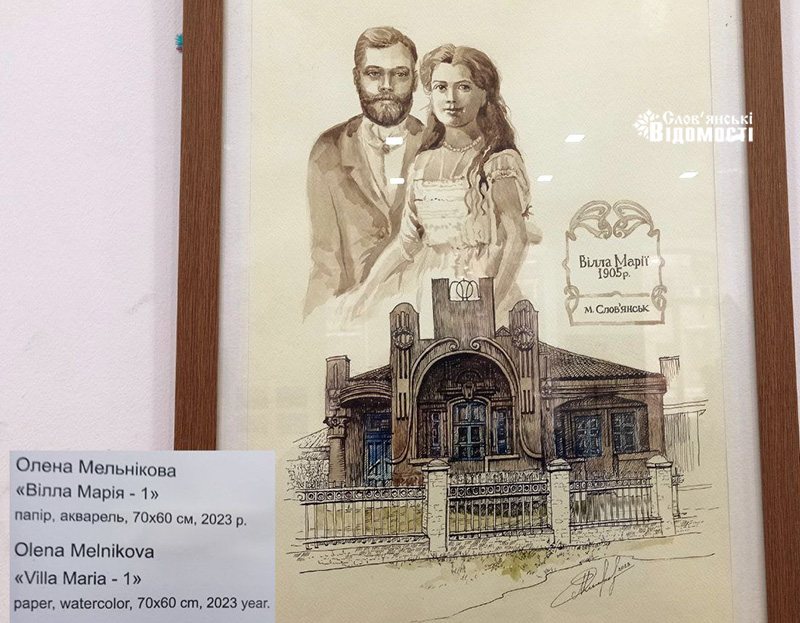 Слов'янські
Відомості
Вілла Марії
1905р.
м. Слов'янськ
Олена Мельнікова
«Вілла Марія - 1»
папір, акварель, 70х60 см, 2023 р.
Olena Melnikova
«Villa Maria - 1»
paper, watercolor, 70x60 cm, 2023 year.